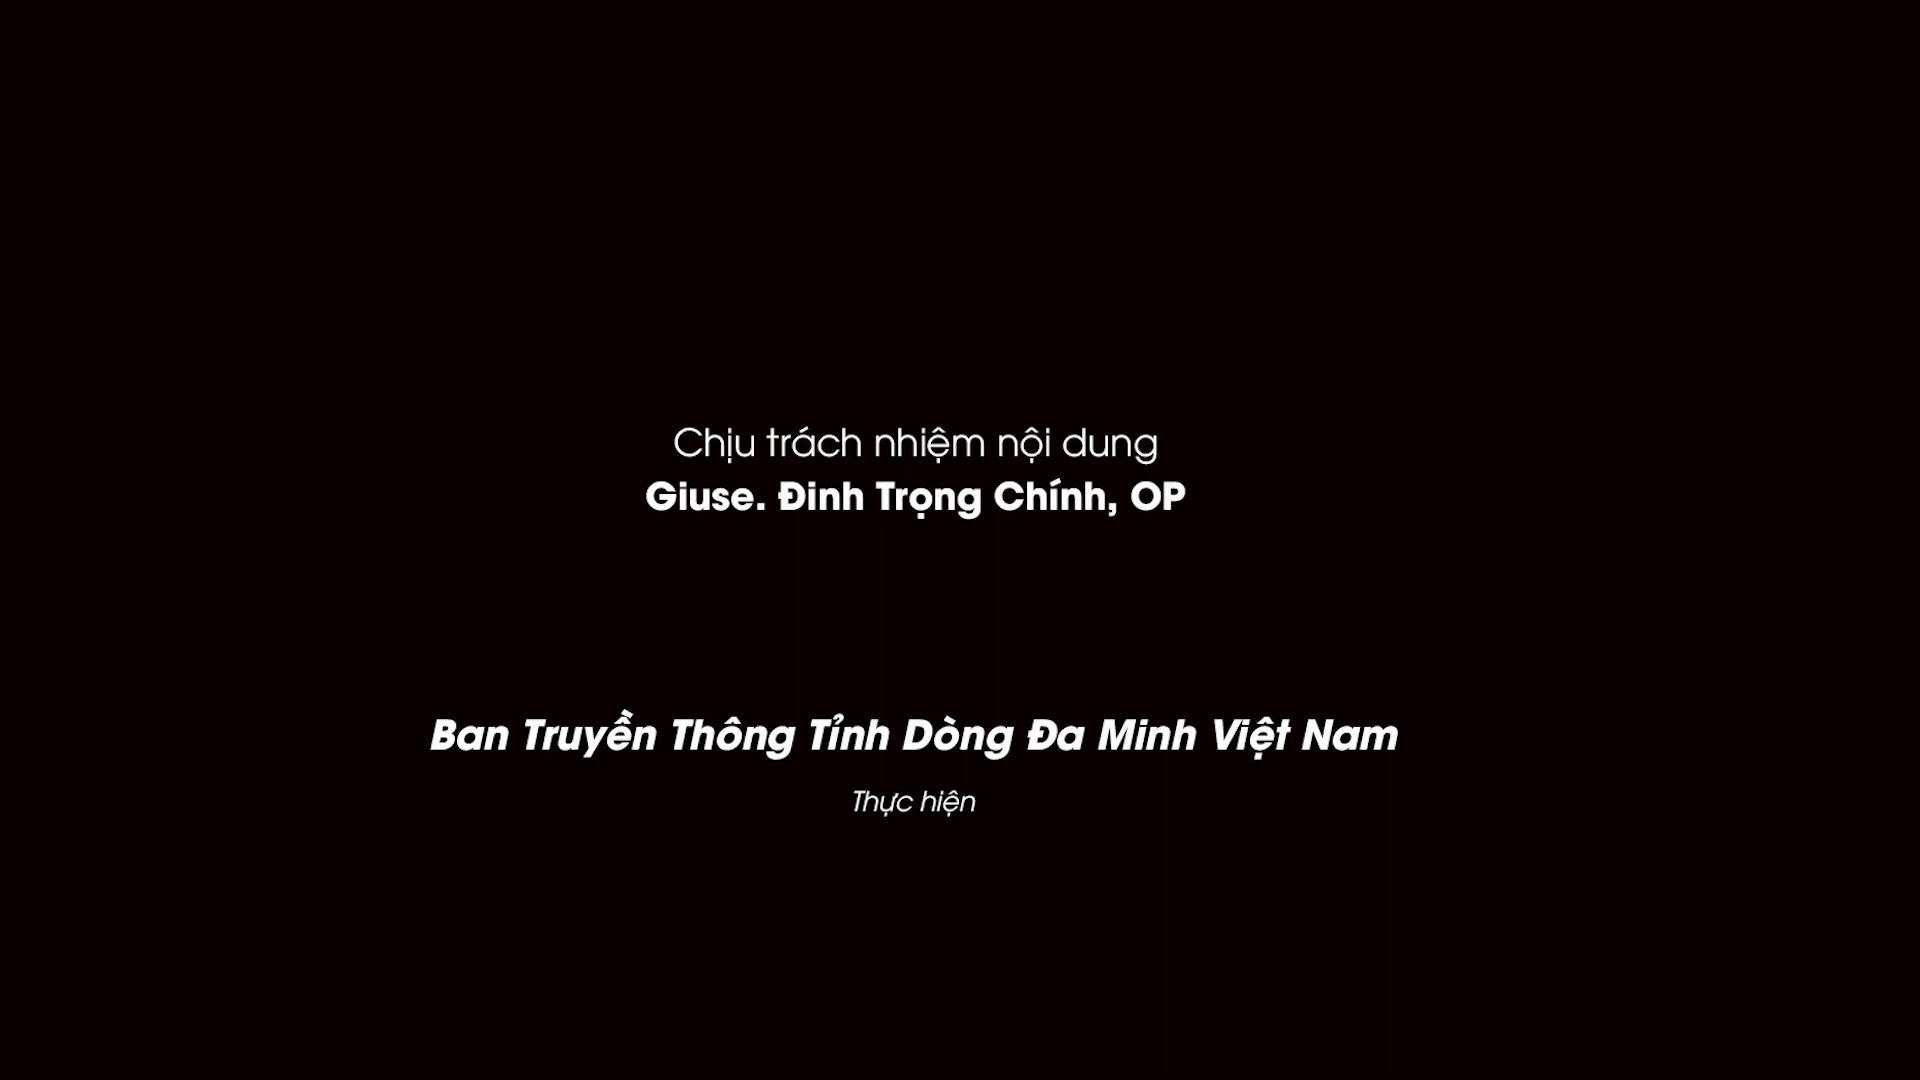 Chịu trách nhiệm nội dung
Giuse. Đinh Trọng Chính, OP
Ban Truyền Thông Tỉnh Dòng Đa Minh Việt Nam
Thực hiện